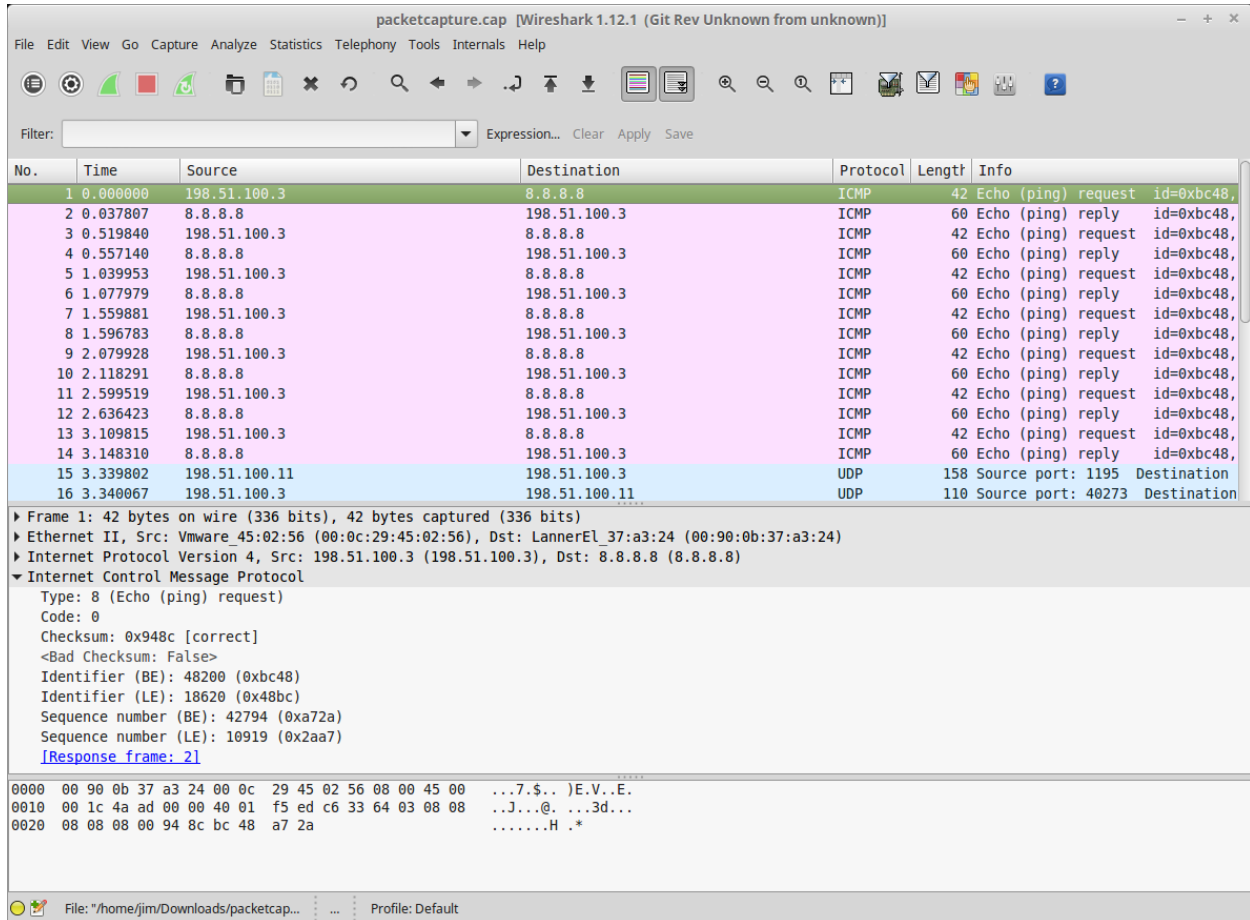 packetcapture.cap [Wireshark 1.12.1 (Git Rev Unknown from unknown)]
File Edit View Go Capture Analyze Statistics Telephony Tools Internals Help
Filter: Expression... Clear Apply Save
No. Time Source Destination Protocol Length Info
1 0.000000 198.51.100.3 8.8.8.8 ICMP 42 Echo (ping) request id=0xbc48,
2 0.037807 8.8.8.8 198.51.100.3 ICMP 60 Echo (ping) reply id=0xbc48,
3 0.519840 198.51.100.3 8.8.8.8 ICMP 42 Echo (ping) request id=0xbc48,
4 0.557140 8.8.8.8 198.51.100.3 ICMP 60 Echo (ping) reply id=0xbc48,
5 1.039953 198.51.100.3 8.8.8.8 ICMP 42 Echo (ping) request id=0xbc48,
6 1.077979 8.8.8.8 198.51.100.3 ICMP 60 Echo (ping) reply id=0xbc48,
7 1.559881 198.51.100.3 8.8.8.8 ICMP 42 Echo (ping) request id=0xbc48,
8 1.596783 8.8.8.8 198.51.100.3 ICMP 60 Echo (ping) reply id=0xbc48,
9 2.079928 198.51.100.3 8.8.8.8 ICMP 42 Echo (ping) request id=0xbc48,
10 2.118291 8.8.8.8 198.51.100.3 ICMP 60 Echo (ping) reply id=0xbc48,
11 2.599519 198.51.100.3 8.8.8.8 ICMP 42 Echo (ping) request id=0xbc48,
12 2.636423 8.8.8.8 198.51.100.3 ICMP 60 Echo (ping) reply id=0xbc48,
13 3.109815 198.51.100.3 8.8.8.8 ICMP 42 Echo (ping) request id=0xbc48,
14 3.148310 8.8.8.8 198.51.100.3 ICMP 60 Echo (ping) reply id=0xbc48,
15 3.339802 198.51.100.11 198.51.100.3 UDP 158 Source port: 1195 Destination
16 3.340067 198.51.100.3 198.51.100.11 UDP 110 Source port: 40273 Destination
Frame 1: 42 bytes on wire (336 bits), 42 bytes captured (336 bits)
Ethernet II, Src: Vmware_45:02:56 (00:0c:29:45:02:56), Dst: LannerEl_37:a3:24 (00:90:0b:37:a3:24)
Internet Protocol Version 4, Src: 198.51.100.3 (198.51.100.3), Dst: 8.8.8.8 (8.8.8.8)
Internet Control Message Protocol
Type: 8 (Echo (ping) request)
Code: 0
Checksum: 0x948c [correct]
<Bad Checksum: False>
Identifier (BE): 48200 (0xbc48)
Identifier (LE): 18620 (0x48bc)
Sequence number (BE): 42794 (0xa72a)
Sequence number (LE): 10919 (0x2aa7)
[Response frame: 2]
0000 00 90 0b 37 a3 24 00 0c 29 45 02 56 08 00 45 00 ...7.$.. )E.V..E.
0010 00 1c 4a ad 00 00 40 01 f5 ed c6 33 64 03 08 08 ..J...@. ...3d...
0020 08 08 08 00 94 8c bc 48 a7 2a .......H .*
File: "/home/jim/Downloads/packetcap... ... Profile: Default